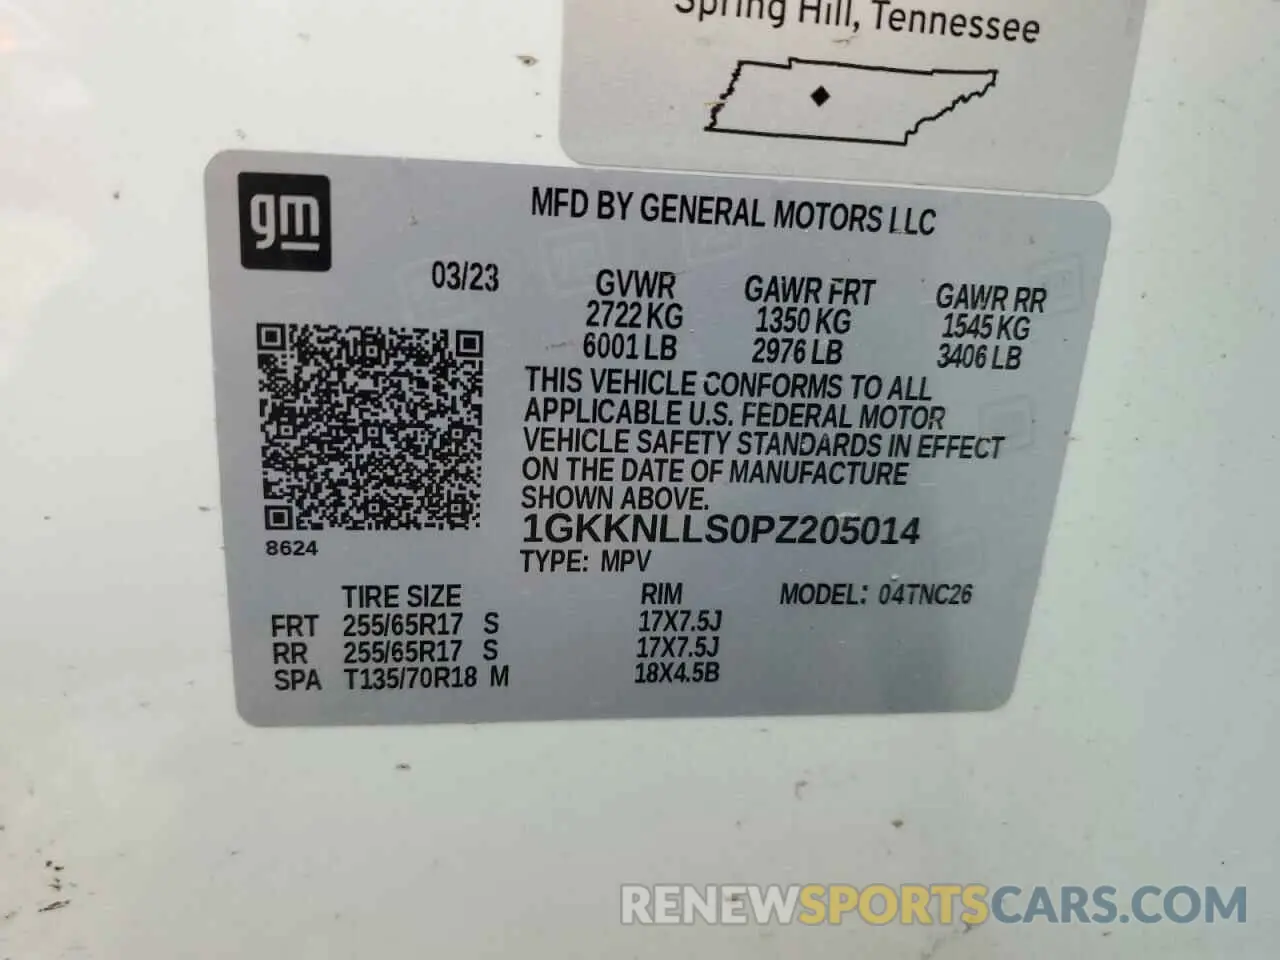 Spring Hill, Tennessee
gm
MFD BY GENERAL MOTORS LLC
03/23
GVWR GAWR FRT GAWR RR
2722 KG 1350 KG 1545 KG
6001 LB 2976 LB 3406 LB
THIS VEHICLE CONFORMS TO ALL
APPLICABLE U.S. FEDERAL MOTOR
VEHICLE SAFETY STANDARDS IN EFFECT
ON THE DATE OF MANUFACTURE
SHOWN ABOVE.
1GKKNLLS0PZ205014
8624
TYPE: MPV
TIRE SIZE RIM MODEL: 04TNC26
FRT 255/65R17 S 17X7.5J
RR 255/65R17 S 17X7.5J
SPA T135/70R18 M 18X4.5B
RENEWSPORTSCARS.COM